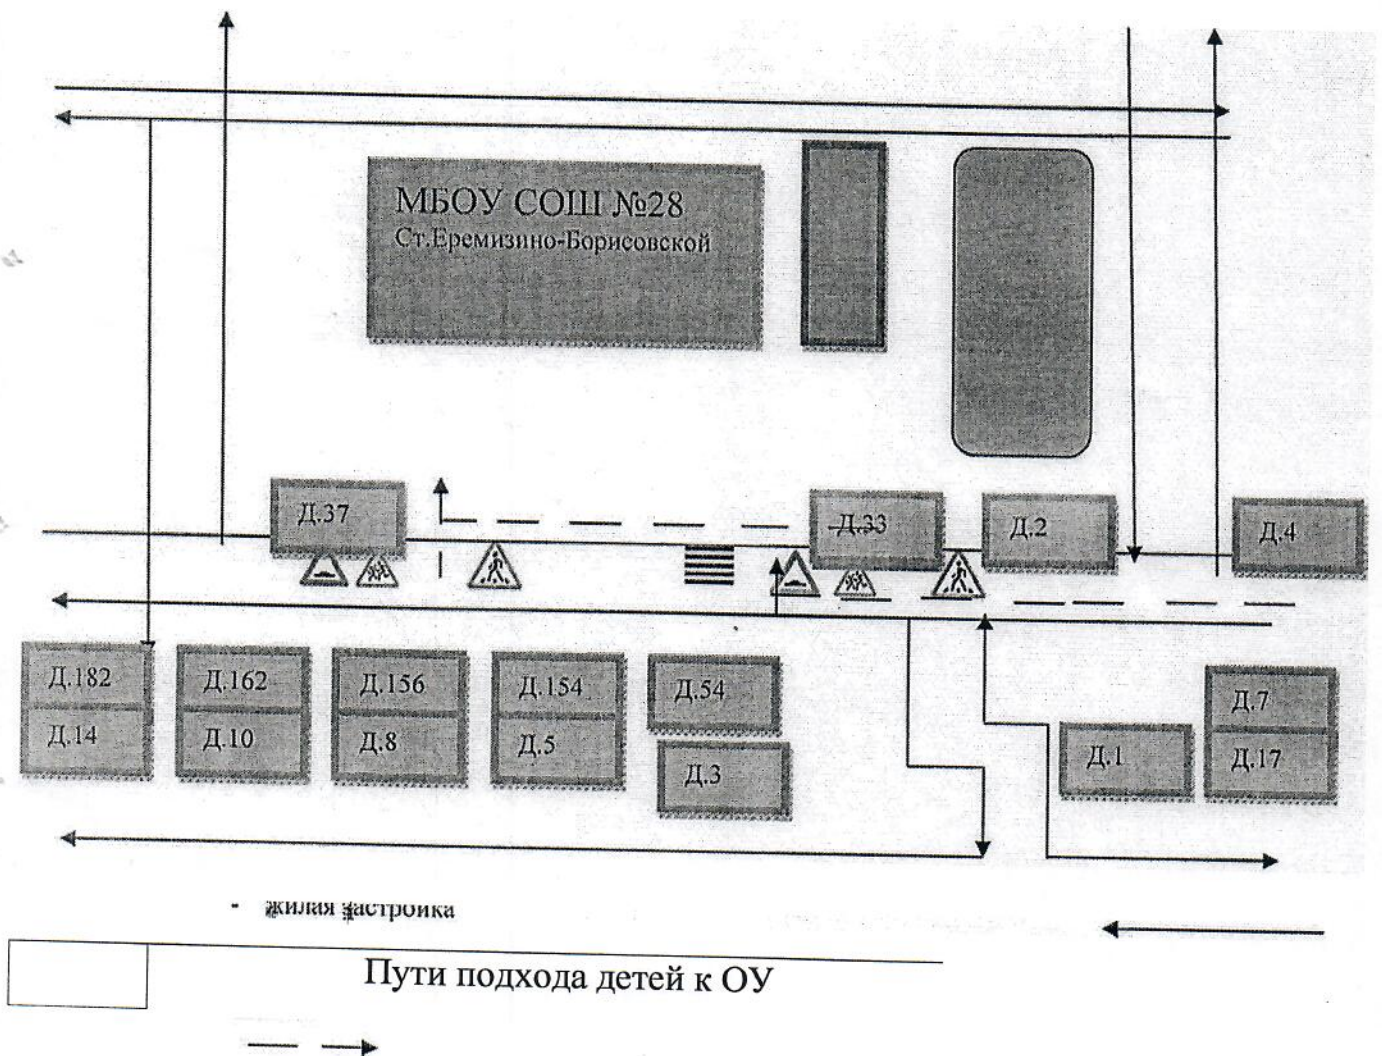 МБОУ СОШ №28
Ст.Еремизино-Борисовской
Д.37
Д.33
Д.2
Д.4
Д.182
Д.162
Д.156
Д.154
Д.54
Д.7
Д.14
Д.10
Д.8
Д.5
Д.3
Д.1
Д.17
- жилая застройка
Пути подхода детей к ОУ